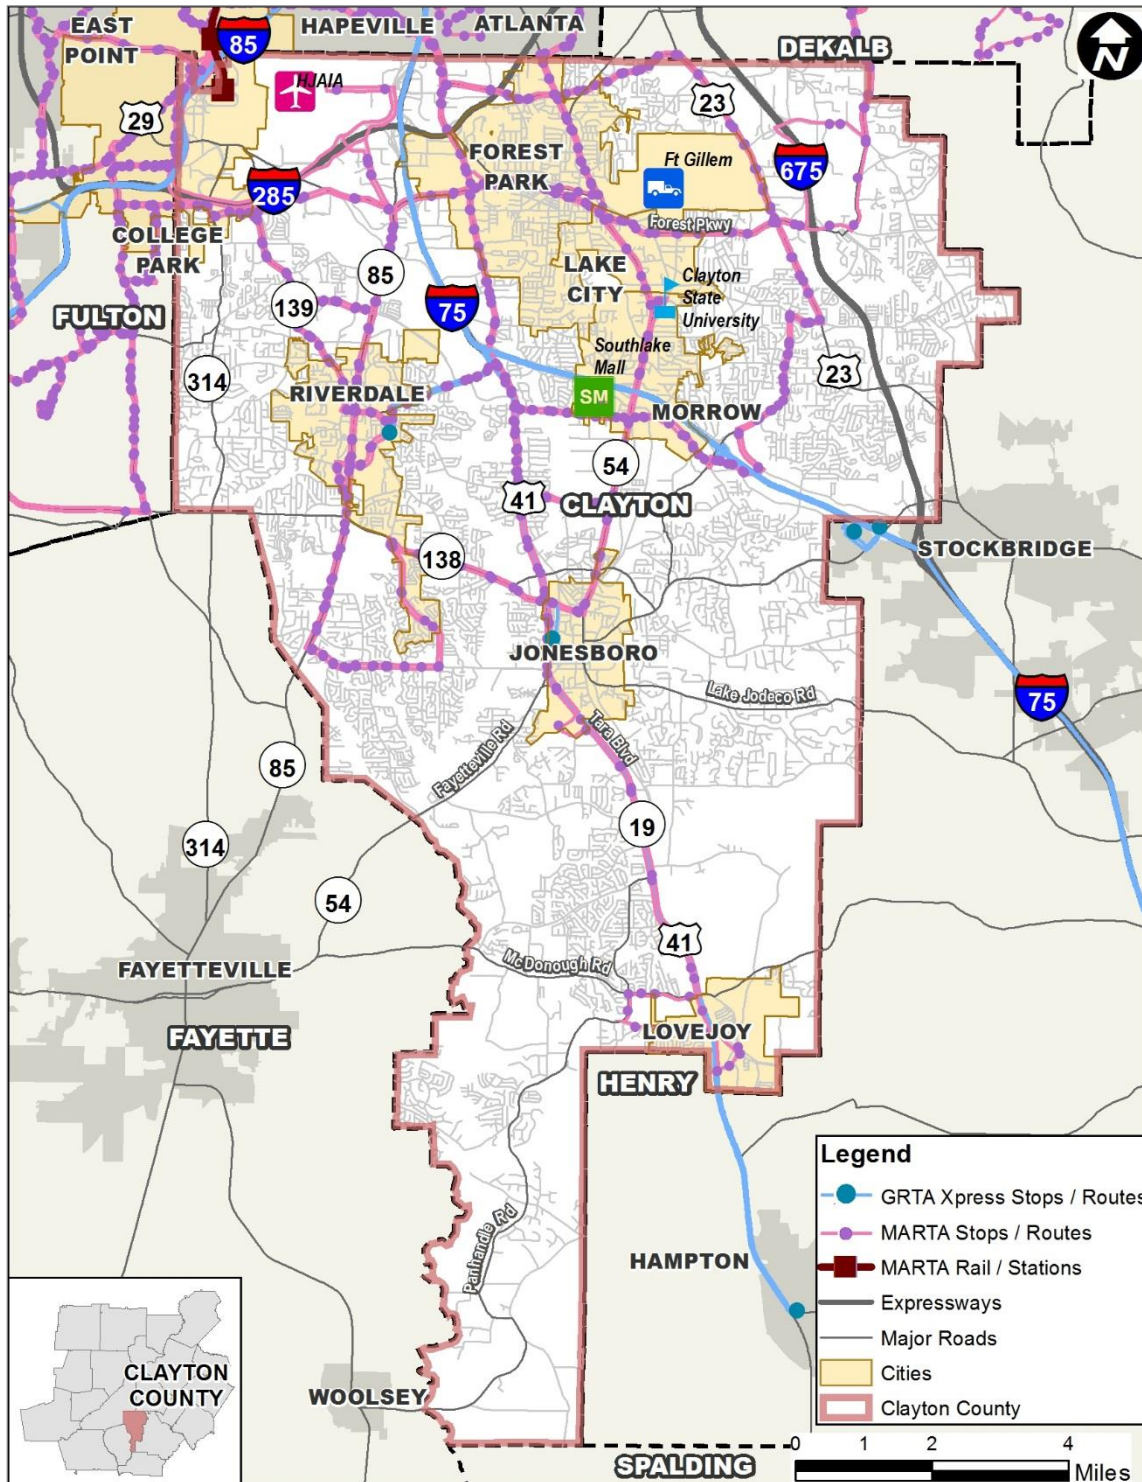 EAST
POINT
85
HAPEVILLE
ATLANTA
DEKALB
N
HJAIA
29
23
FOREST
PARK
Ft Gillem
675
285
COLLEGE
PARK
Forest Pkwy
LAKE
CITY
85
139
75
Clayton
State
University
FULTON
314
Southlake
Mall
23
RIVERDALE
SM
MORROW
54
41
CLAYTON
138
STOCKBRIDGE
JONESBORO
Lake Jodeco Rd
75
Tara Blvd
Fayetteville Rd
85
314
19
54
41
FAYETTEVILLE
McDonough Rd
FAYETTE
LOVEJOY
HENRY
Panhandle Rd
HAMPTON
WOOLSEY
SPALDING
CLAYTON
COUNTY
Legend
GRTA Xpress Stops / Routes
MARTA Stops / Routes
MARTA Rail / Stations
Expressways
Major Roads
Cities
Clayton County
0 1 2 4
Miles